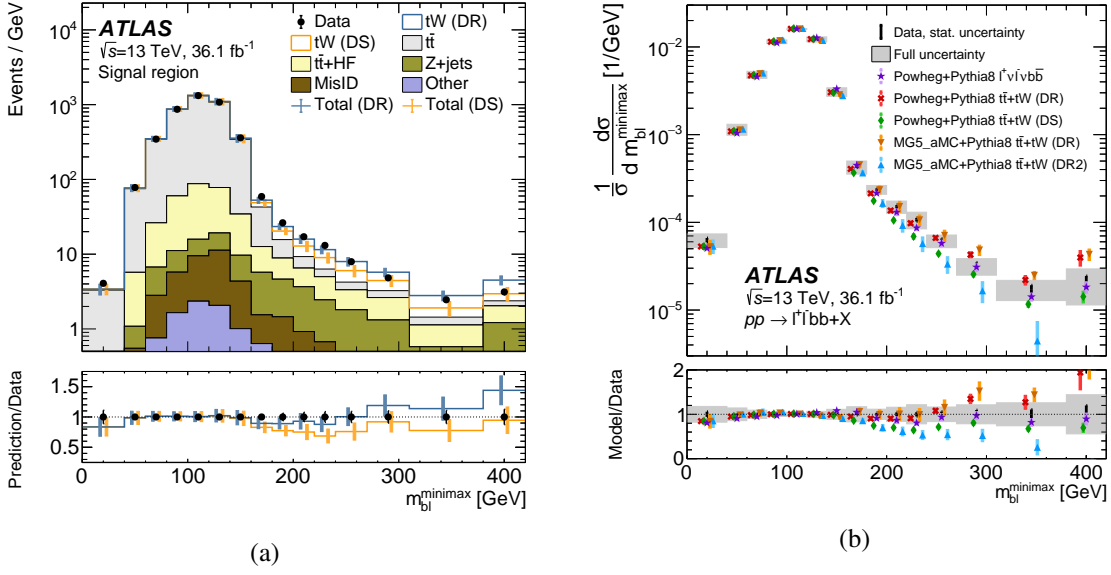 ATLAS
√s=13 TeV, 36.1 fb⁻¹
Signal region
Data
tW (DR)
tW (DS)
tt̄
tt̄+HF
Z+jets
MisID
Other
Total (DR)
Total (DS)
Events / GeV
10⁴
10³
10²
10
1
Prediction/Data
1.5
1
0.5
0 100 200 300 400
m_bl^minimax [GeV]
(a)
1/σ dσ/d m_bl^minimax [1/GeV]
10⁻²
10⁻³
10⁻⁴
10⁻⁵
Data, stat. uncertainty
Full uncertainty
Powheg+Pythia8 l⁺νl⁻νbb̄
Powheg+Pythia8 tt̄+tW (DR)
Powheg+Pythia8 tt̄+tW (DS)
MG5_aMC+Pythia8 tt̄+tW (DR)
MG5_aMC+Pythia8 tt̄+tW (DR2)
ATLAS
√s=13 TeV, 36.1 fb⁻¹
pp → l⁺l⁻bb+X
Model/Data
2
1
0
0 100 200 300 400
m_bl^minimax [GeV]
(b)